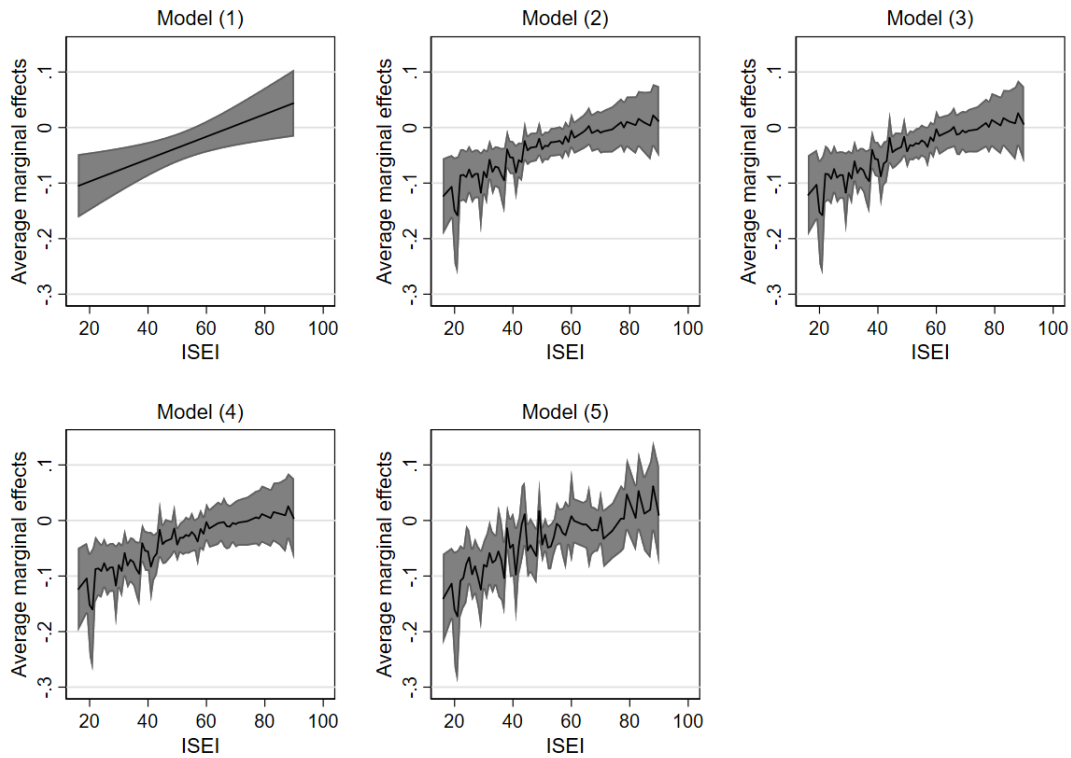 Model (1)
Average marginal effects
.1
0
-.1
-.2
-.3
20 40 60 80 100
ISEI
Model (2)
Average marginal effects
.1
0
-.1
-.2
-.3
20 40 60 80 100
ISEI
Model (3)
Average marginal effects
.1
0
-.1
-.2
-.3
20 40 60 80 100
ISEI
Model (4)
Average marginal effects
.1
0
-.1
-.2
-.3
20 40 60 80 100
ISEI
Model (5)
Average marginal effects
.1
0
-.1
-.2
-.3
20 40 60 80 100
ISEI